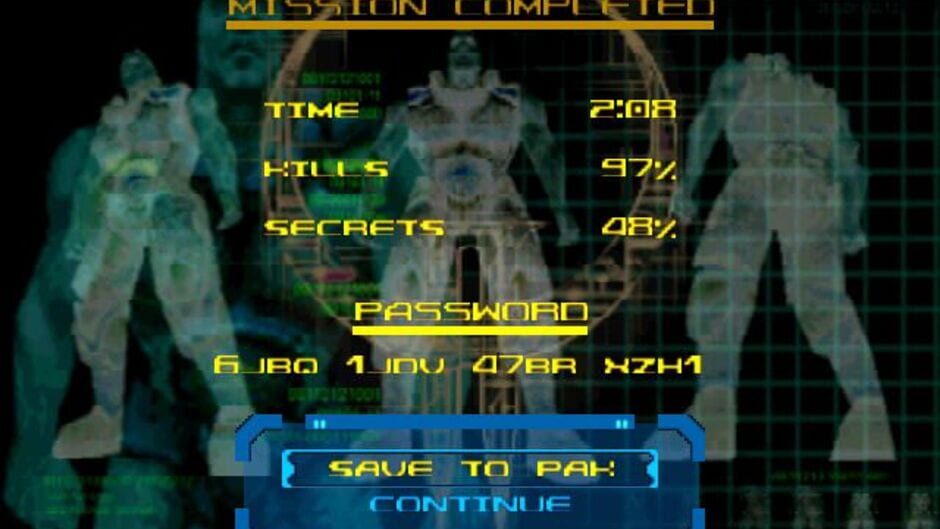 MISSION COMPLETED
TIME 2:08
KILLS 97%
SECRETS 48%
PASSWORD
6JBQ 1JDV 47BR XZH1
SAVE TO PAK
CONTINUE